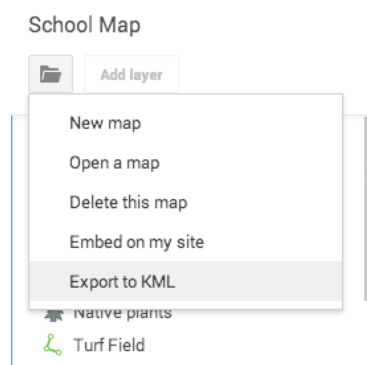 School Map
Add layer
New map
Open a map
Delete this map
Embed on my site
Export to KML
Native plants
Turf Field